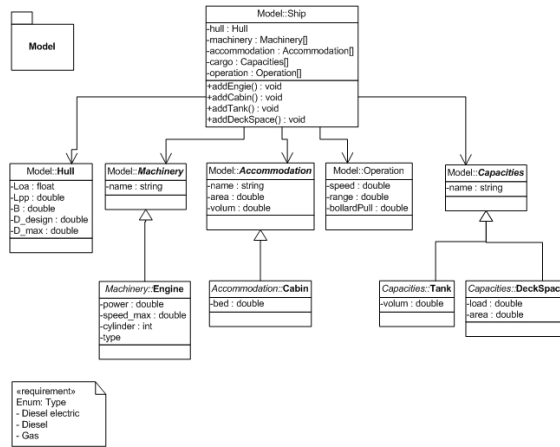 Model
Model::Ship
-hull : Hull
-machinery : Machinery[]
-accommodation : Accommodation[]
-cargo : Capacities[]
-operation : Operation[]
+addEngie() : void
+addCabin() : void
+addTank() : void
+addDeckSpace() : void
Model::Hull
-Loa : float
-Lpp : double
-B : double
-D_design : double
-D_max : double
Model::Machinery
-name : string
Model::Accommodation
-name : string
-area : double
-volum : double
Model::Operation
-speed : double
-range : double
-bollardPull : double
Model::Capacities
-name : string
Machinery::Engine
-power : double
-speed_max : double
-cylinder : int
-type
Accommodation::Cabin
-bed : double
Capacities::Tank
-volum : double
Capacities::DeckSpac
-load : double
-area : double
«requirement»
Enum: Type
- Diesel electric
- Diesel
- Gas